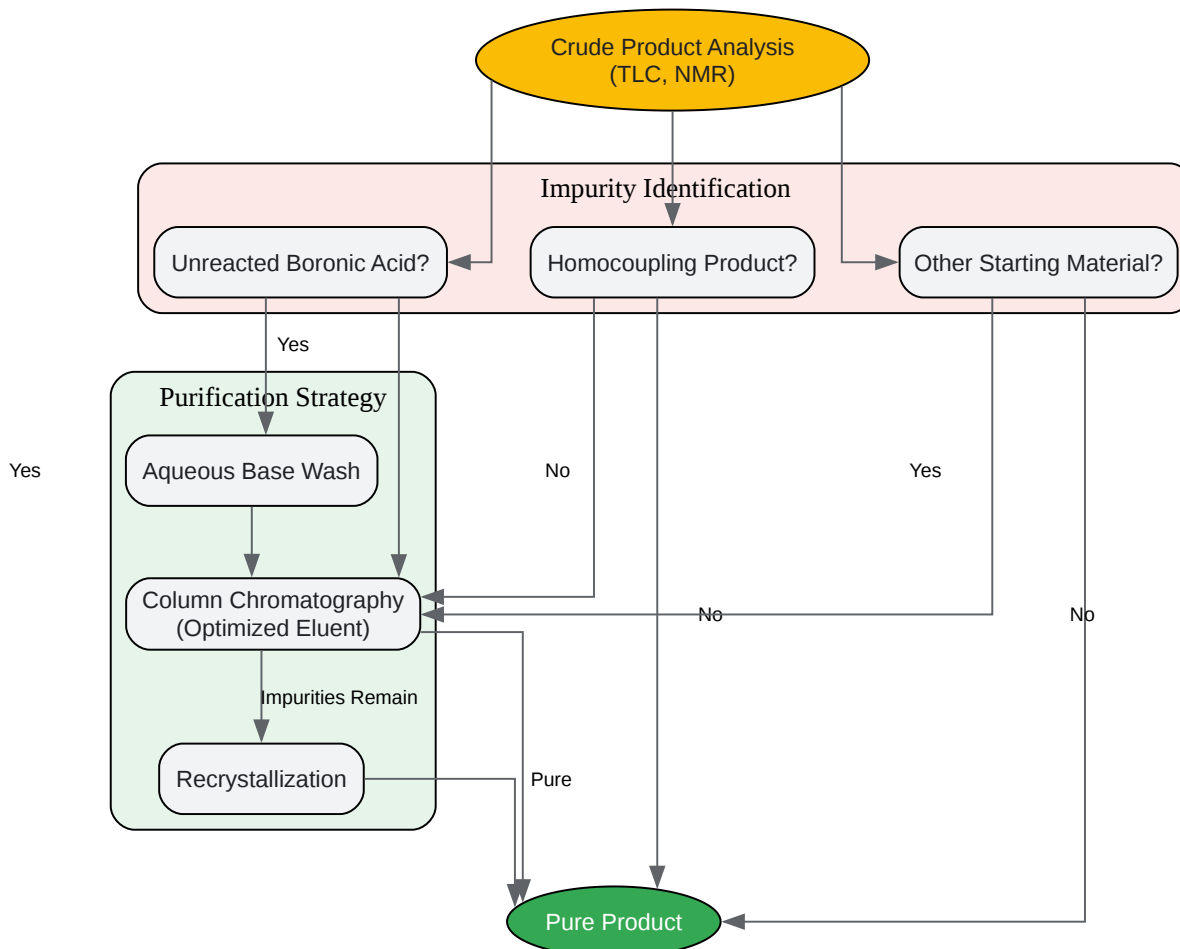 Crude Product Analysis
(TLC, NMR)
Impurity Identification
Unreacted Boronic Acid?
Homocoupling Product?
Other Starting Material?
Yes
Purification Strategy
Yes
Aqueous Base Wash
No
Yes
Column Chromatography
(Optimized Eluent)
No
No
Impurities Remain
Recrystallization
Pure
Pure Product